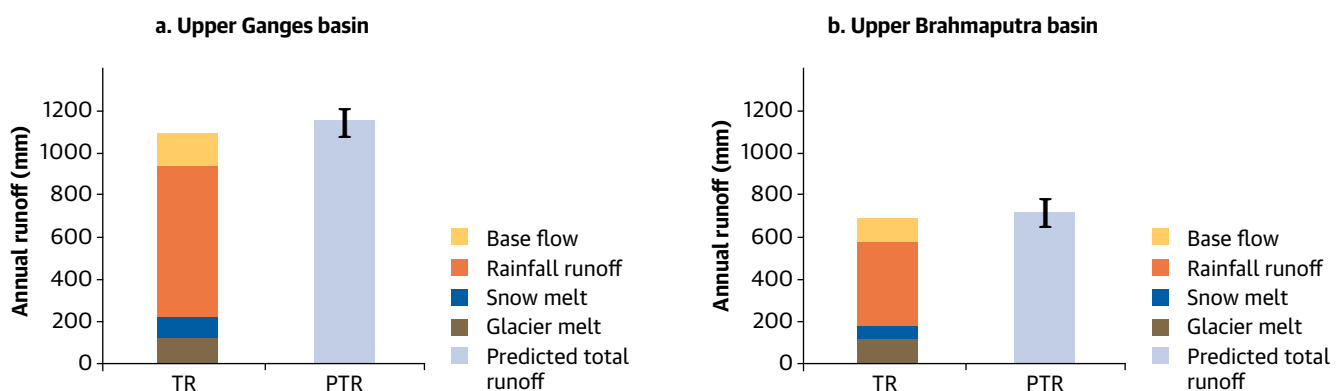 a. Upper Ganges basin
Annual runoff (mm)
1200
1000
800
600
400
200
0
TR
PTR
Base flow
Rainfall runoff
Snow melt
Glacier melt
Predicted total
runoff
b. Upper Brahmaputra basin
Annual runoff (mm)
1200
1000
800
600
400
200
0
TR
PTR
Base flow
Rainfall runoff
Snow melt
Glacier melt
Predicted total
runoff